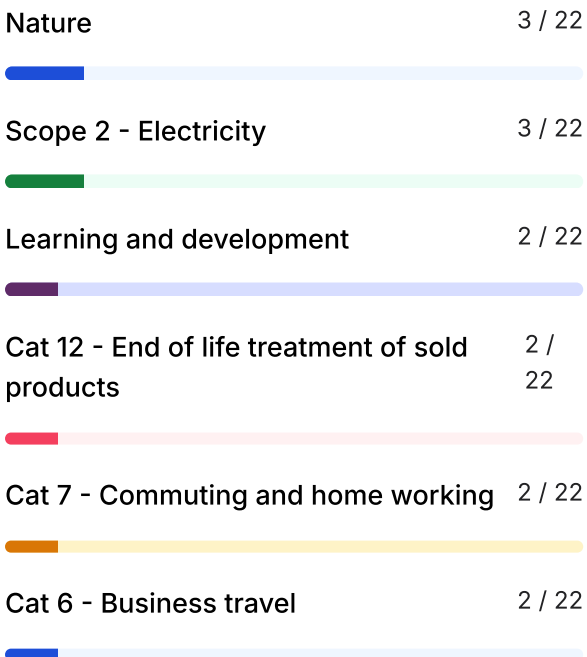 Nature
3 / 22
Scope 2 - Electricity
3 / 22
Learning and development
2 / 22
Cat 12 - End of life treatment of sold
products
2 /
22
Cat 7 - Commuting and home working
2 / 22
Cat 6 - Business travel
2 / 22